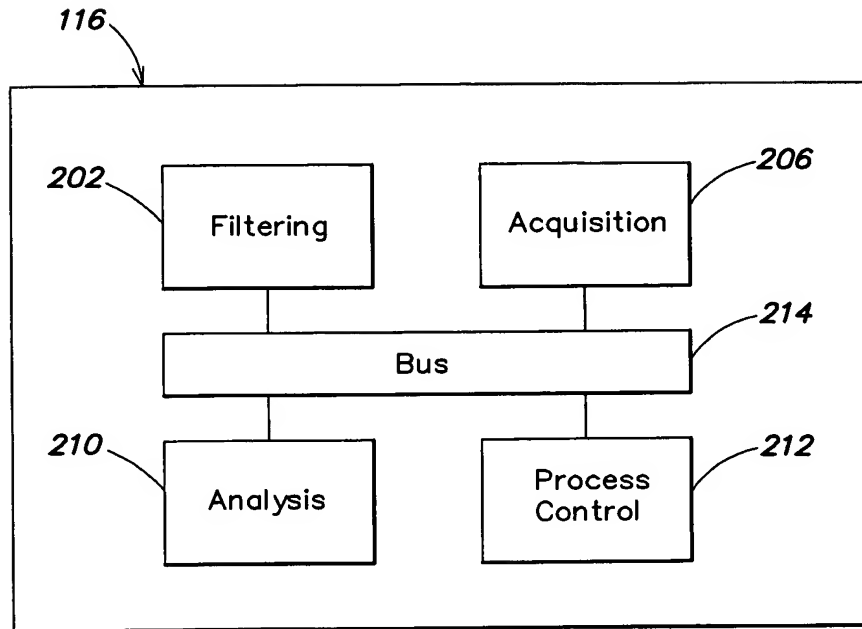 116
202
Filtering
Acquisition
206
Bus
214
210
Analysis
Process
Control
212